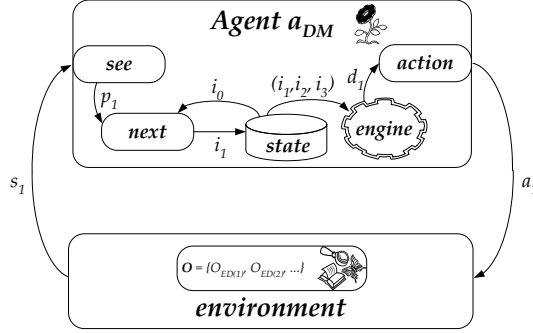 Agent a_DM
see
action
p_1
i_0
(i_1, i_2, i_3)
d_1
next
i_1
state
engine
s_1
a_1
O = {O_ED(1), O_ED(2), ...}
environment